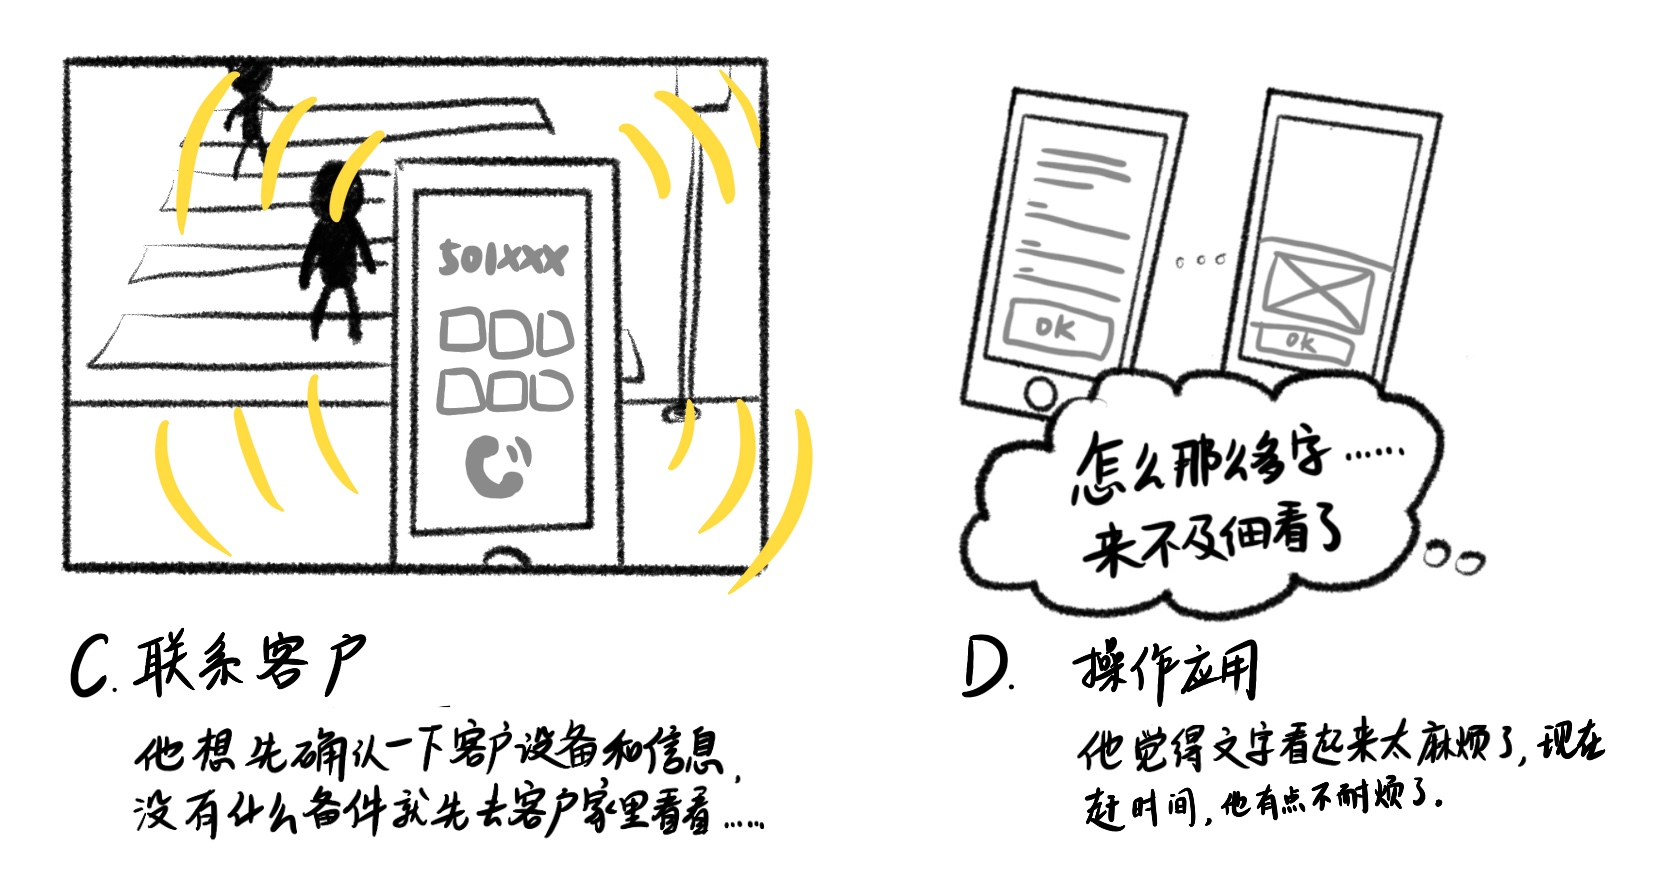 501xxx
OK
OK
怎么那么多字……
来不及细看了
C. 联系客户
他想先确认一下客户设备和信息，
没有什么备件就先去客户家里看看……
D. 操作应用
他觉得文字看起来太麻烦了，现在
赶时间，他有点不耐烦了。